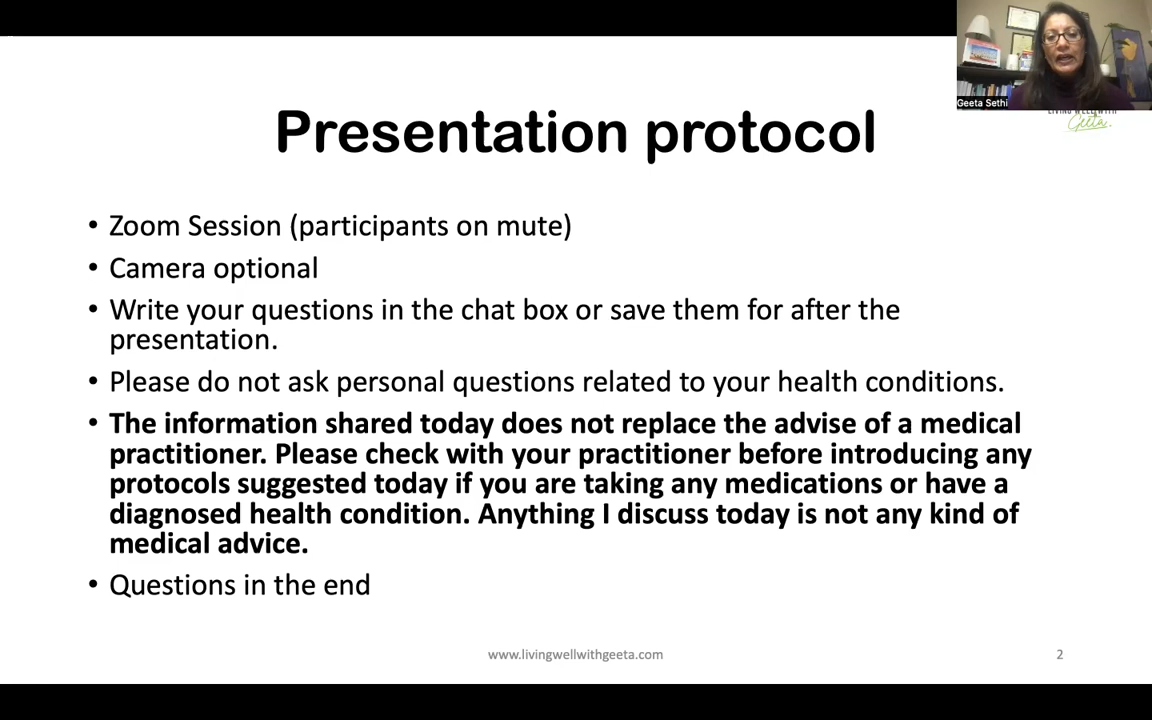 Geeta Sethi
LIVING WELL WITH
Geeta.
Presentation protocol
• Zoom Session (participants on mute)
• Camera optional
• Write your questions in the chat box or save them for after the
presentation.
• Please do not ask personal questions related to your health conditions.
• The information shared today does not replace the advise of a medical
practitioner. Please check with your practitioner before introducing any
protocols suggested today if you are taking any medications or have a
diagnosed health condition. Anything I discuss today is not any kind of
medical advice.
• Questions in the end
www.livingwellwithgeeta.com
2